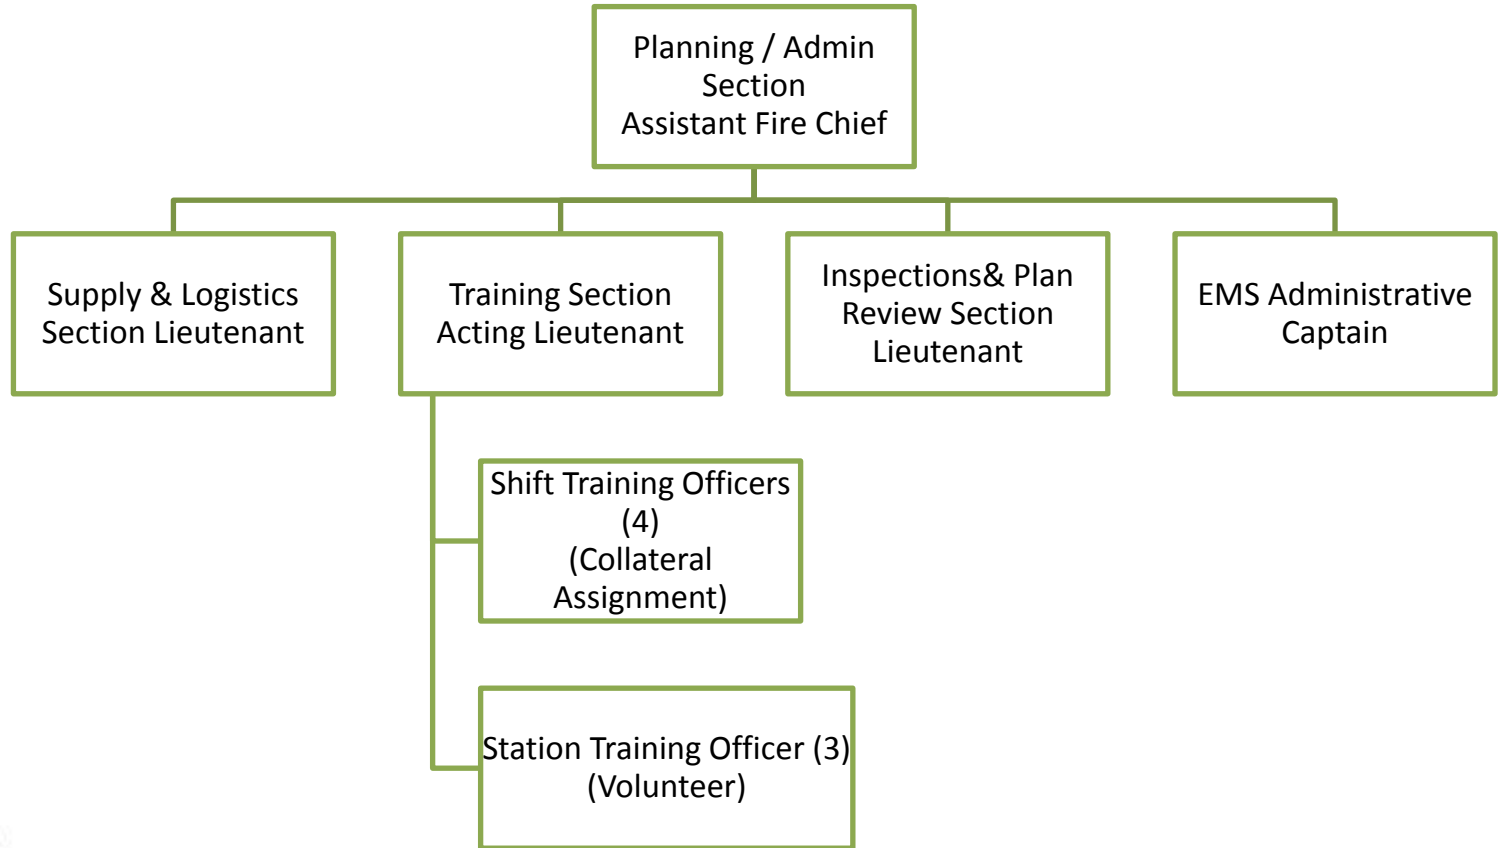 Planning / Admin
Section
Assistant Fire Chief
Supply & Logistics
Section Lieutenant
Training Section
Acting Lieutenant
Inspections& Plan
Review Section
Lieutenant
EMS Administrative
Captain
Shift Training Officers
(4)
(Collateral
Assignment)
Station Training Officer (3)
(Volunteer)